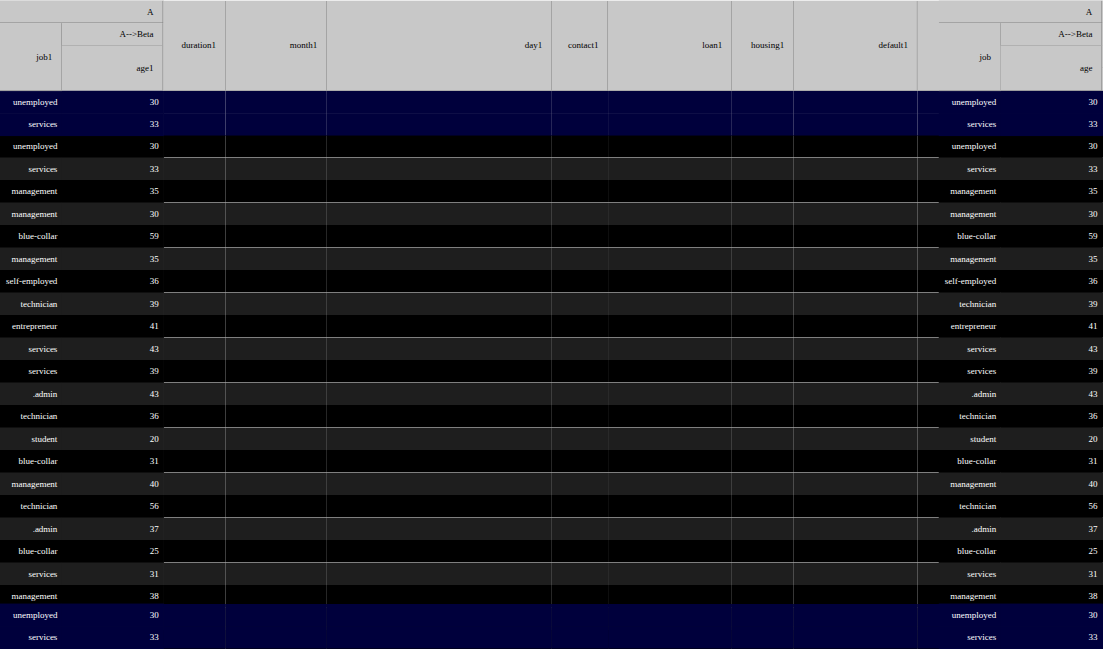 A A
A-->Beta A-->Beta
job1 age1 duration1 month1 day1 contact1 loan1 housing1 default1 job age
unemployed 30 unemployed 30
services 33 services 33
unemployed 30 unemployed 30
services 33 services 33
management 35 management 35
management 30 management 30
blue-collar 59 blue-collar 59
management 35 management 35
self-employed 36 self-employed 36
technician 39 technician 39
entrepreneur 41 entrepreneur 41
services 43 services 43
services 39 services 39
.admin 43 .admin 43
technician 36 technician 36
student 20 student 20
blue-collar 31 blue-collar 31
management 40 management 40
technician 56 technician 56
.admin 37 .admin 37
blue-collar 25 blue-collar 25
services 31 services 31
management 38 management 38
unemployed 30 unemployed 30
services 33 services 33